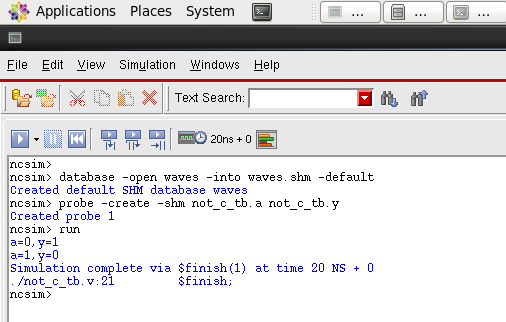 Applications Places System
File Edit View Simulation Windows Help
Text Search:
20ns + 0
ncsim>
ncsim> database -open waves -into waves.shm -default
Created default SHM database waves
ncsim> probe -create -shm not_c_tb.a not_c_tb.y
Created probe 1
ncsim> run
a=0,y=1
a=1,y=0
Simulation complete via $finish(1) at time 20 NS + 0
./not_c_tb.v:21 $finish;
ncsim>